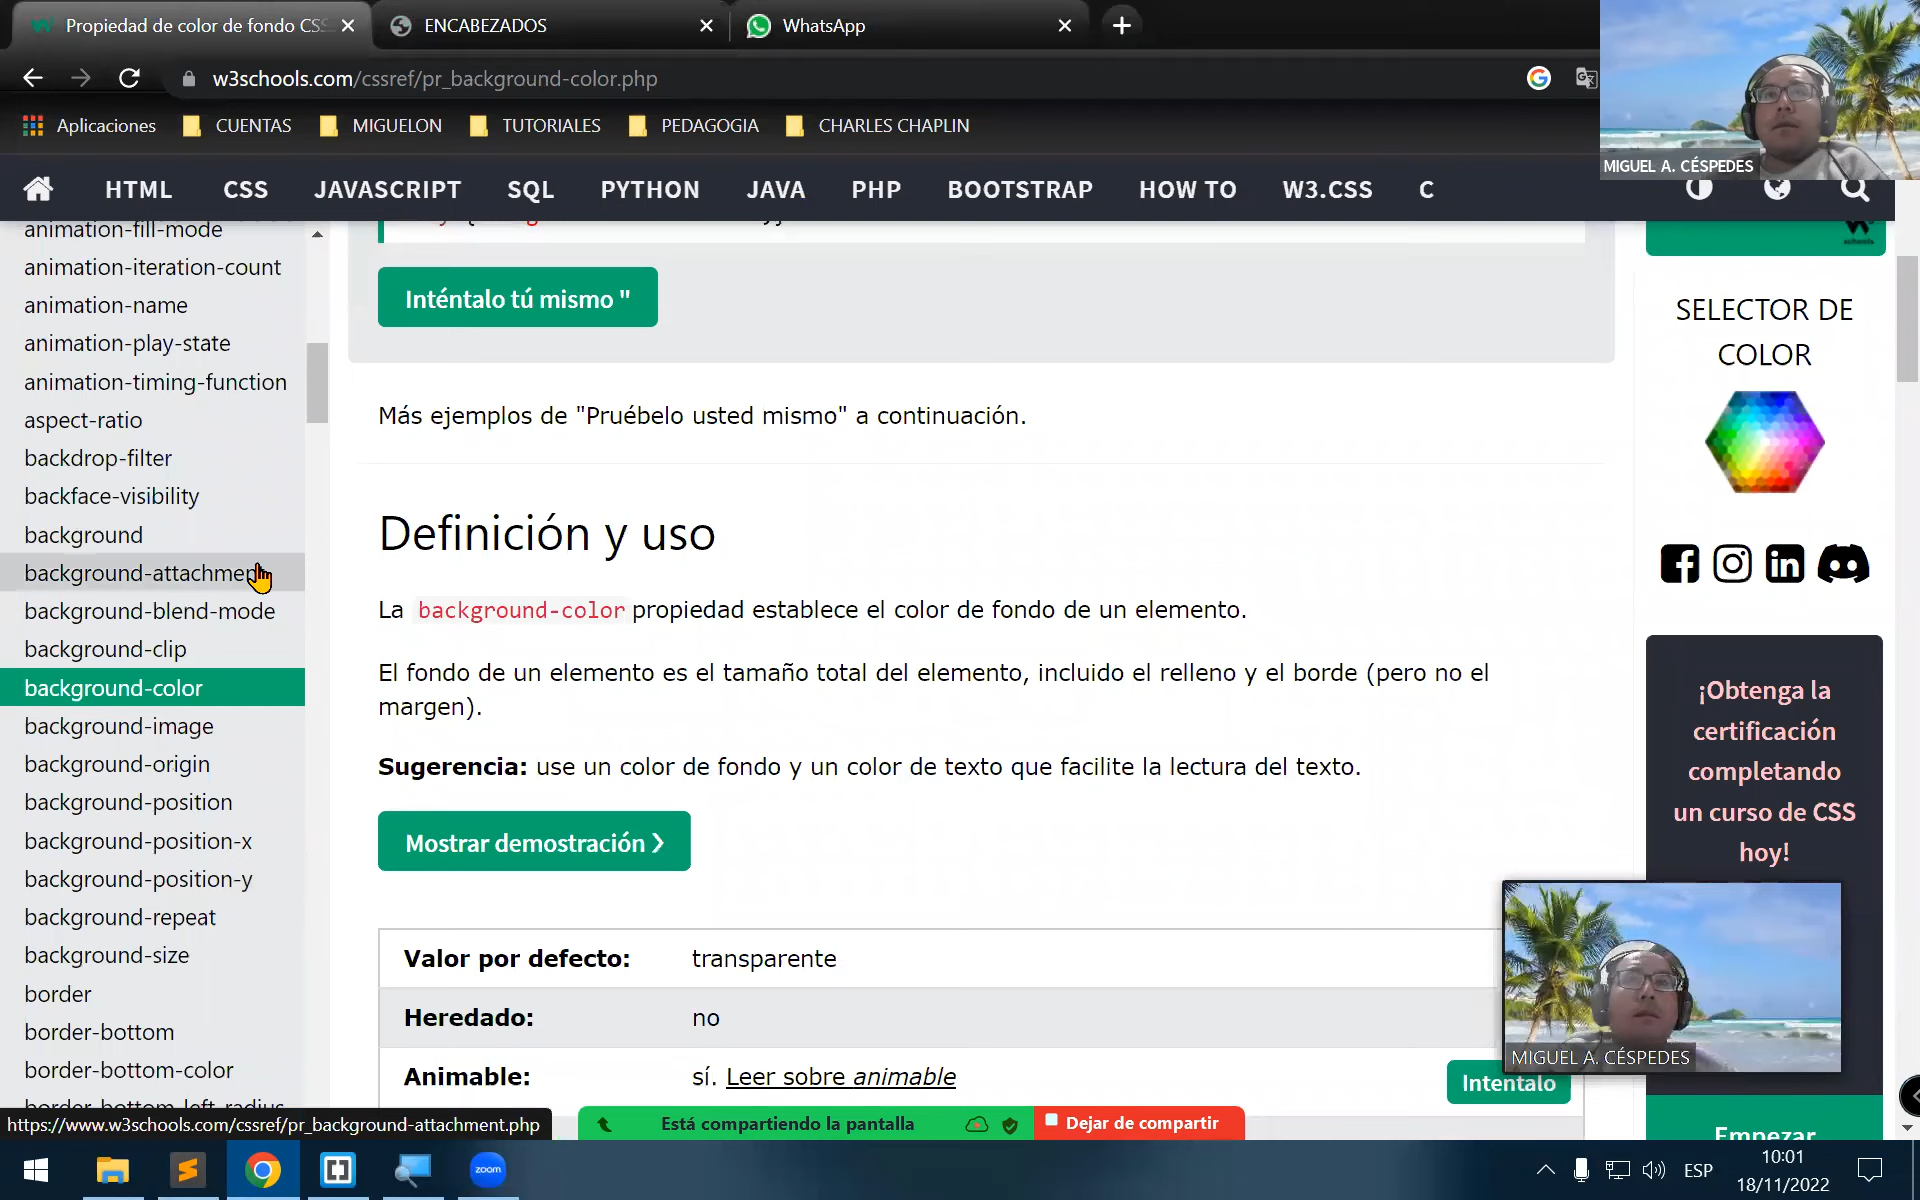 Propiedad de color de fondo CSS
ENCABEZADOS
WhatsApp
w3schools.com/cssref/pr_background-color.php
Aplicaciones
CUENTAS
MIGUELON
TUTORIALES
PEDAGOGIA
CHARLES CHAPLIN
MIGUEL A. CÉSPEDES
HTML
CSS
JAVASCRIPT
SQL
PYTHON
JAVA
PHP
BOOTSTRAP
HOW TO
W3.CSS
C
animation-fill-mode
animation-iteration-count
animation-name
animation-play-state
animation-timing-function
aspect-ratio
backdrop-filter
backface-visibility
background
background-attachment
background-blend-mode
background-clip
background-color
background-image
background-origin
background-position
background-position-x
background-position-y
background-repeat
background-size
border
border-bottom
border-bottom-color
border-bottom-left-radius
Inténtalo tú mismo "
Más ejemplos de "Pruébelo usted mismo" a continuación.
Definición y uso
La background-color propiedad establece el color de fondo de un elemento.
El fondo de un elemento es el tamaño total del elemento, incluido el relleno y el borde (pero no el
margen).
Sugerencia: use un color de fondo y un color de texto que facilite la lectura del texto.
Mostrar demostración ❯
Valor por defecto: transparente
Heredado: no
Animable: sí. Leer sobre animable
Intentalo
schools
SELECTOR DE
COLOR
¡Obtenga la
certificación
completando
un curso de CSS
hoy!
MIGUEL A. CÉSPEDES
Empezar
https://www.w3schools.com/cssref/pr_background-attachment.php
Está compartiendo la pantalla
Dejar de compartir
zoom
ESP
10:01
18/11/2022